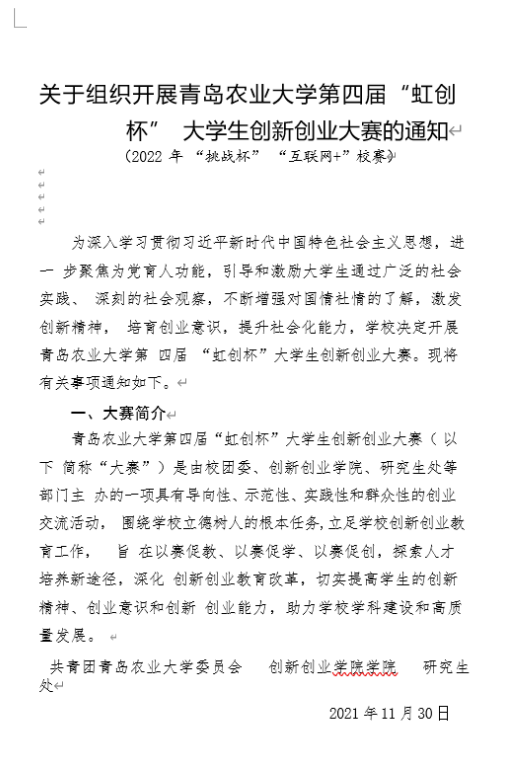 关于组织开展青岛农业大学第四届“虹创
杯” 大学生创新创业大赛的通知
（2022 年 “挑战杯” “互联网+”校赛）
为深入学习贯彻习近平新时代中国特色社会主义思想，进
一 步聚焦为党育人功能，引导和激励大学生通过广泛的社会
实践、 深刻的社会观察，不断增强对国情社情的了解，激发
创新精神， 培育创业意识，提升社会化能力，学校决定开展
青岛农业大学第 四届 “虹创杯”大学生创新创业大赛。现将
有关事项通知如下。
一、大赛简介
青岛农业大学第四届“虹创杯”大学生创新创业大赛（ 以
下 简称“大赛”）是由校团委、创新创业学院、研究生处等
部门主 办的一项具有导向性、示范性、实践性和群众性的创业
交流活动， 围绕学校立德树人的根本任务,立足学校创新创业教
育工作， 旨 在以赛促教、以赛促学、以赛促创，探索人才
培养新途径，深化 创新创业教育改革，切实提高学生的创新
精神、创业意识和创新 创业能力，助力学校学科建设和高质
量发展。
共青团青岛农业大学委员会 创新创业学院学院 研究生
处
2021 年 11 月 30 日